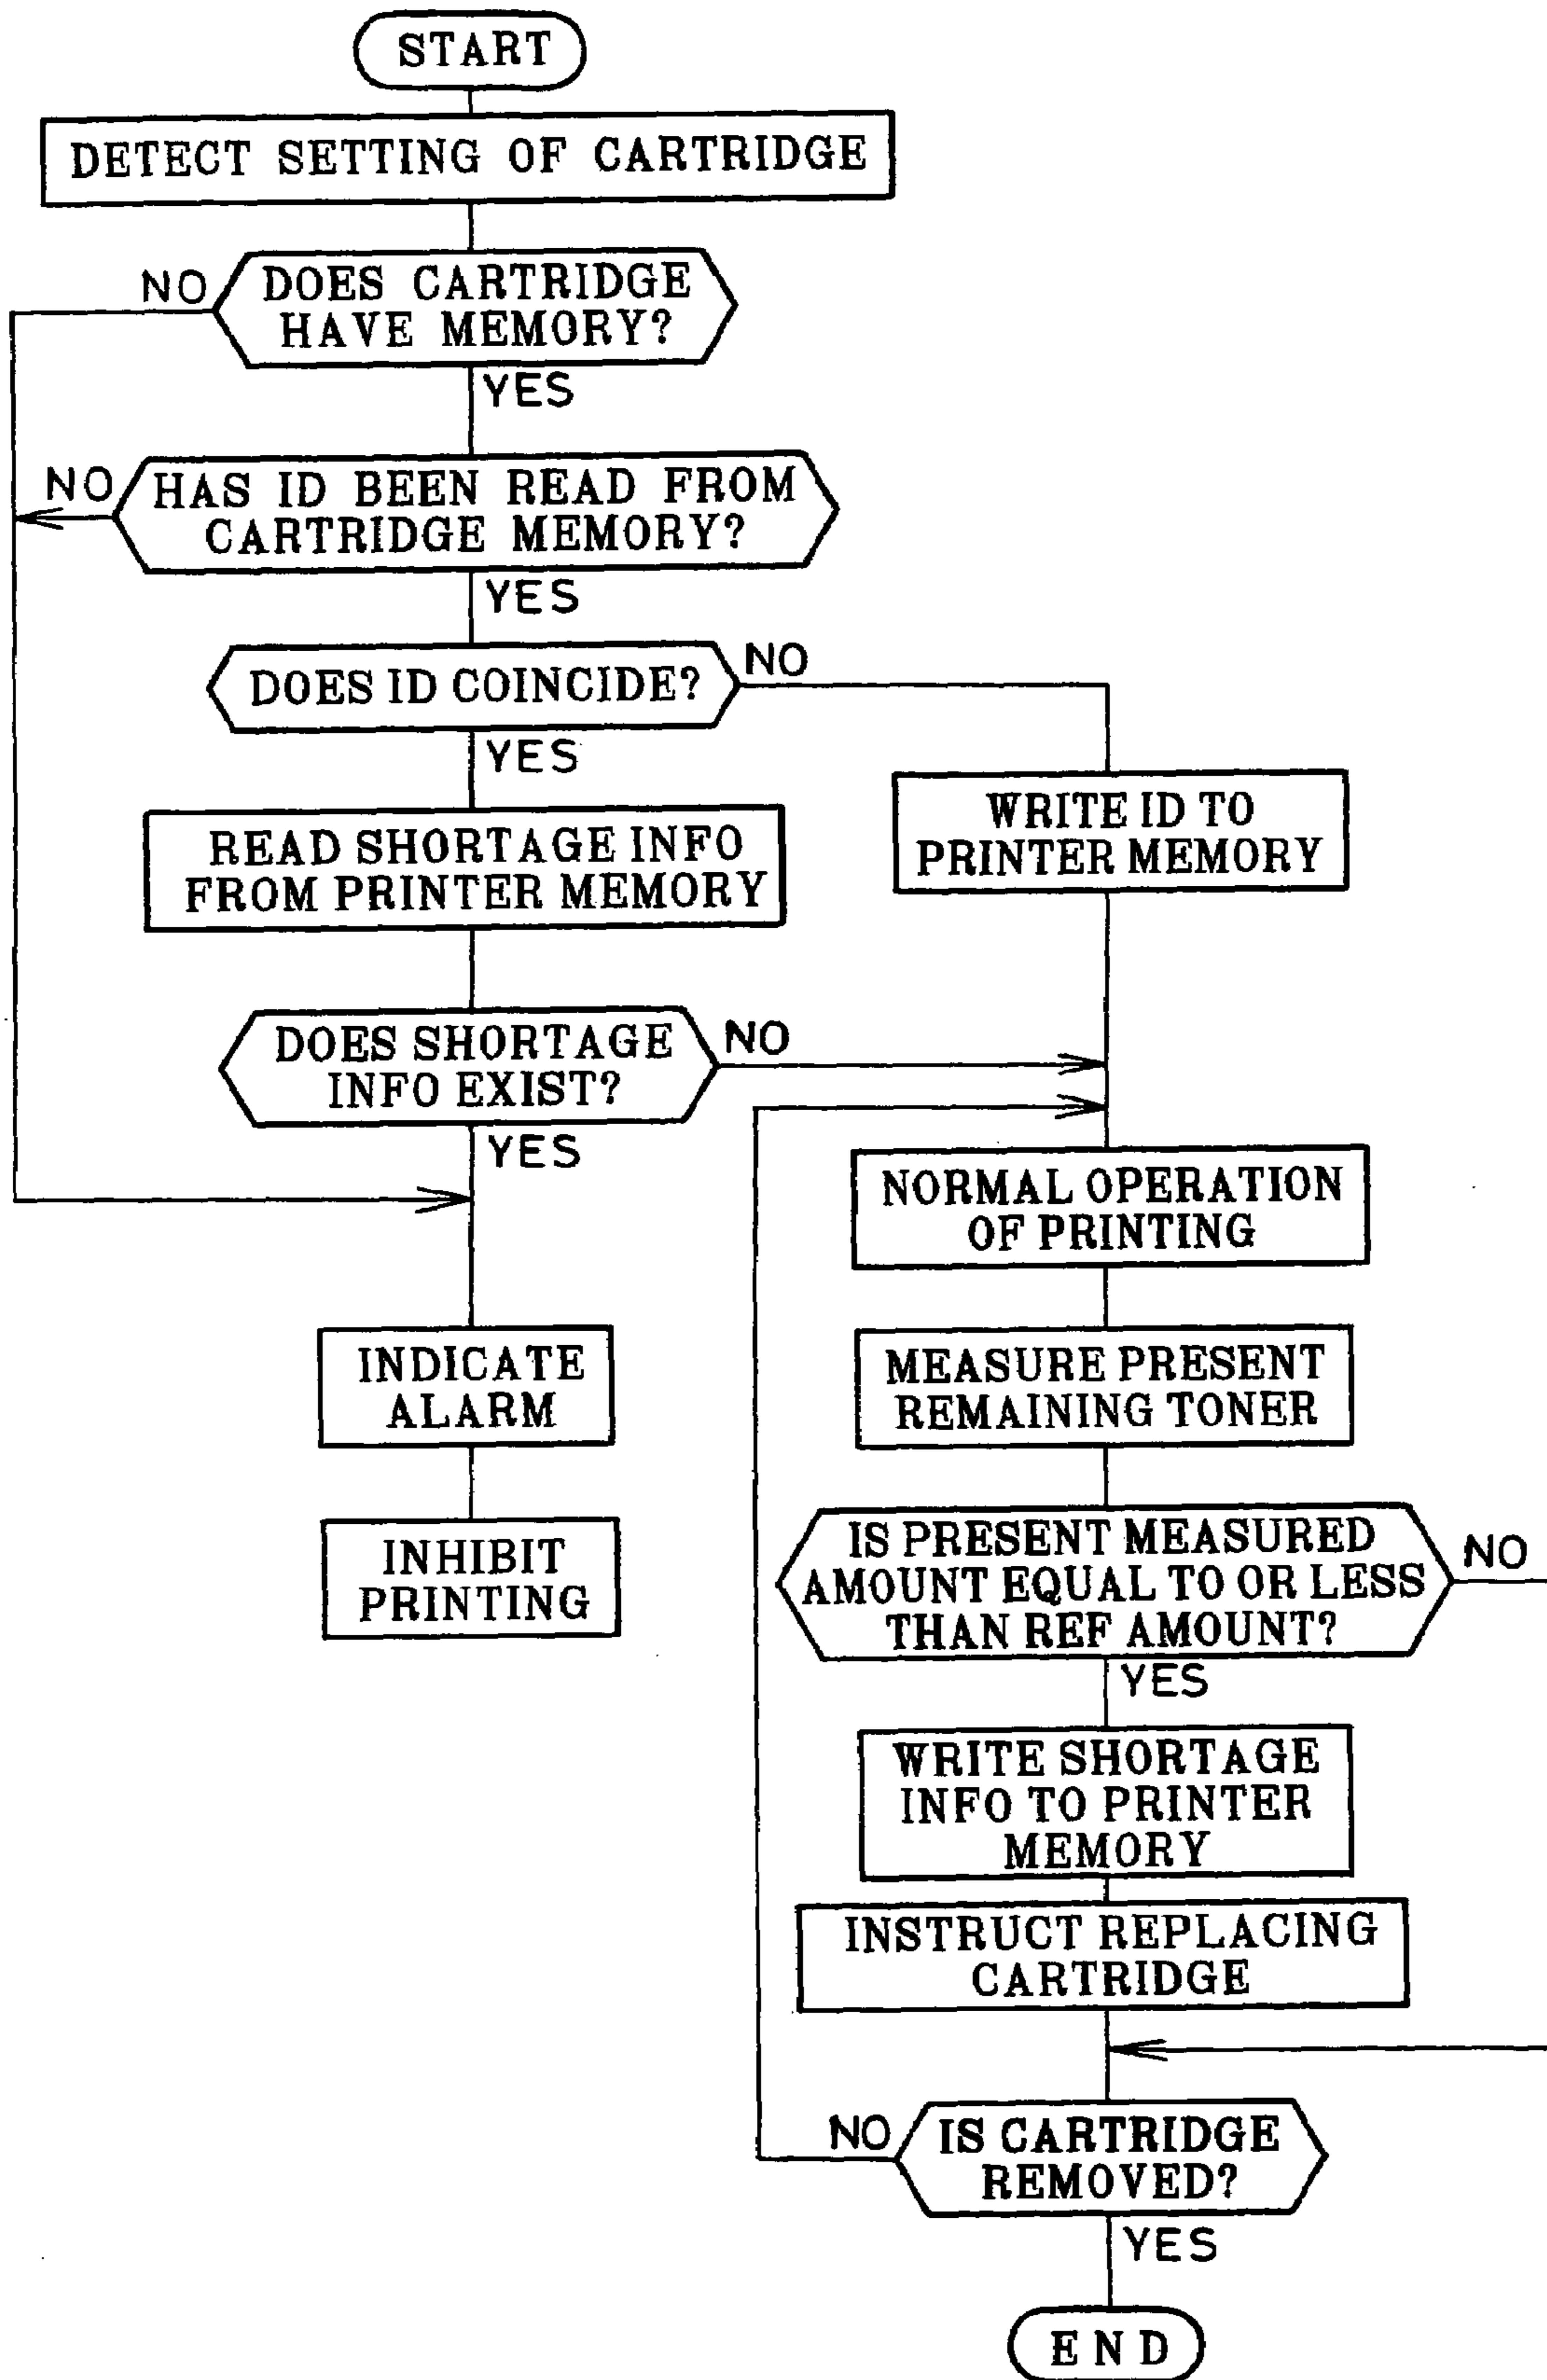 START
DETECT SETTING OF CARTRIDGE
NO
DOES CARTRIDGE
HAVE MEMORY?
YES
NO
HAS ID BEEN READ FROM
CARTRIDGE MEMORY?
YES
DOES ID COINCIDE?
NO
YES
READ SHORTAGE INFO
FROM PRINTER MEMORY
WRITE ID TO
PRINTER MEMORY
DOES SHORTAGE
INFO EXIST?
NO
YES
INDICATE
ALARM
INHIBIT
PRINTING
NORMAL OPERATION
OF PRINTING
MEASURE PRESENT
REMAINING TONER
IS PRESENT MEASURED
AMOUNT EQUAL TO OR LESS
THAN REF AMOUNT?
NO
YES
WRITE SHORTAGE
INFO TO PRINTER
MEMORY
INSTRUCT REPLACING
CARTRIDGE
NO
IS CARTRIDGE
REMOVED?
YES
END